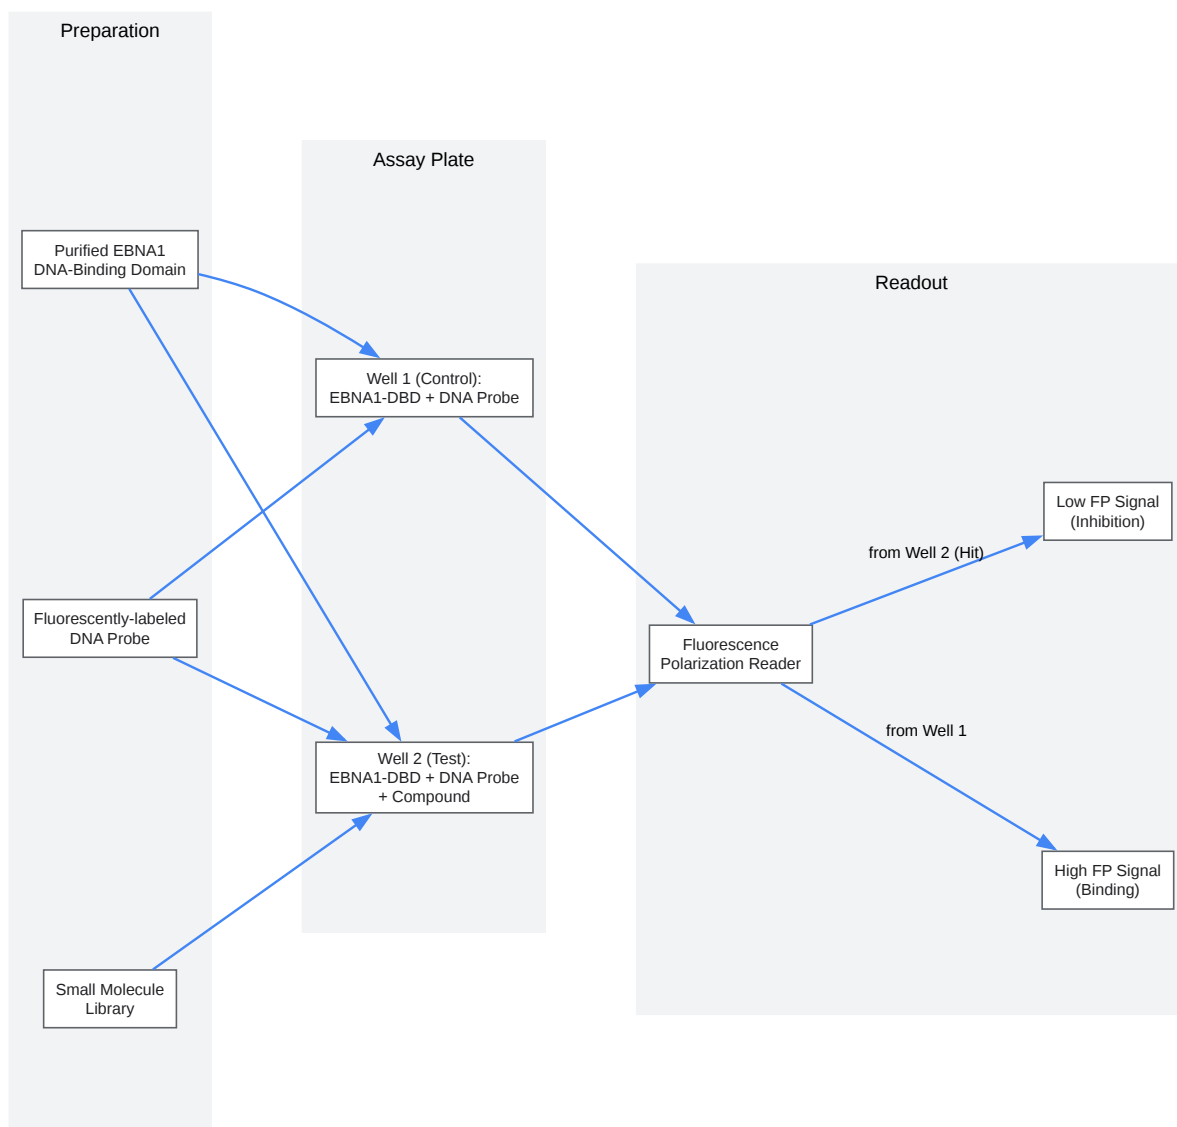 Preparation
Purified EBNA1
DNA-Binding Domain
Fluorescently-labeled
DNA Probe
Small Molecule
Library
Assay Plate
Well 1 (Control):
EBNA1-DBD + DNA Probe
Well 2 (Test):
EBNA1-DBD + DNA Probe
+ Compound
Readout
Fluorescence
Polarization Reader
from Well 2 (Hit)
from Well 1
Low FP Signal
(Inhibition)
High FP Signal
(Binding)